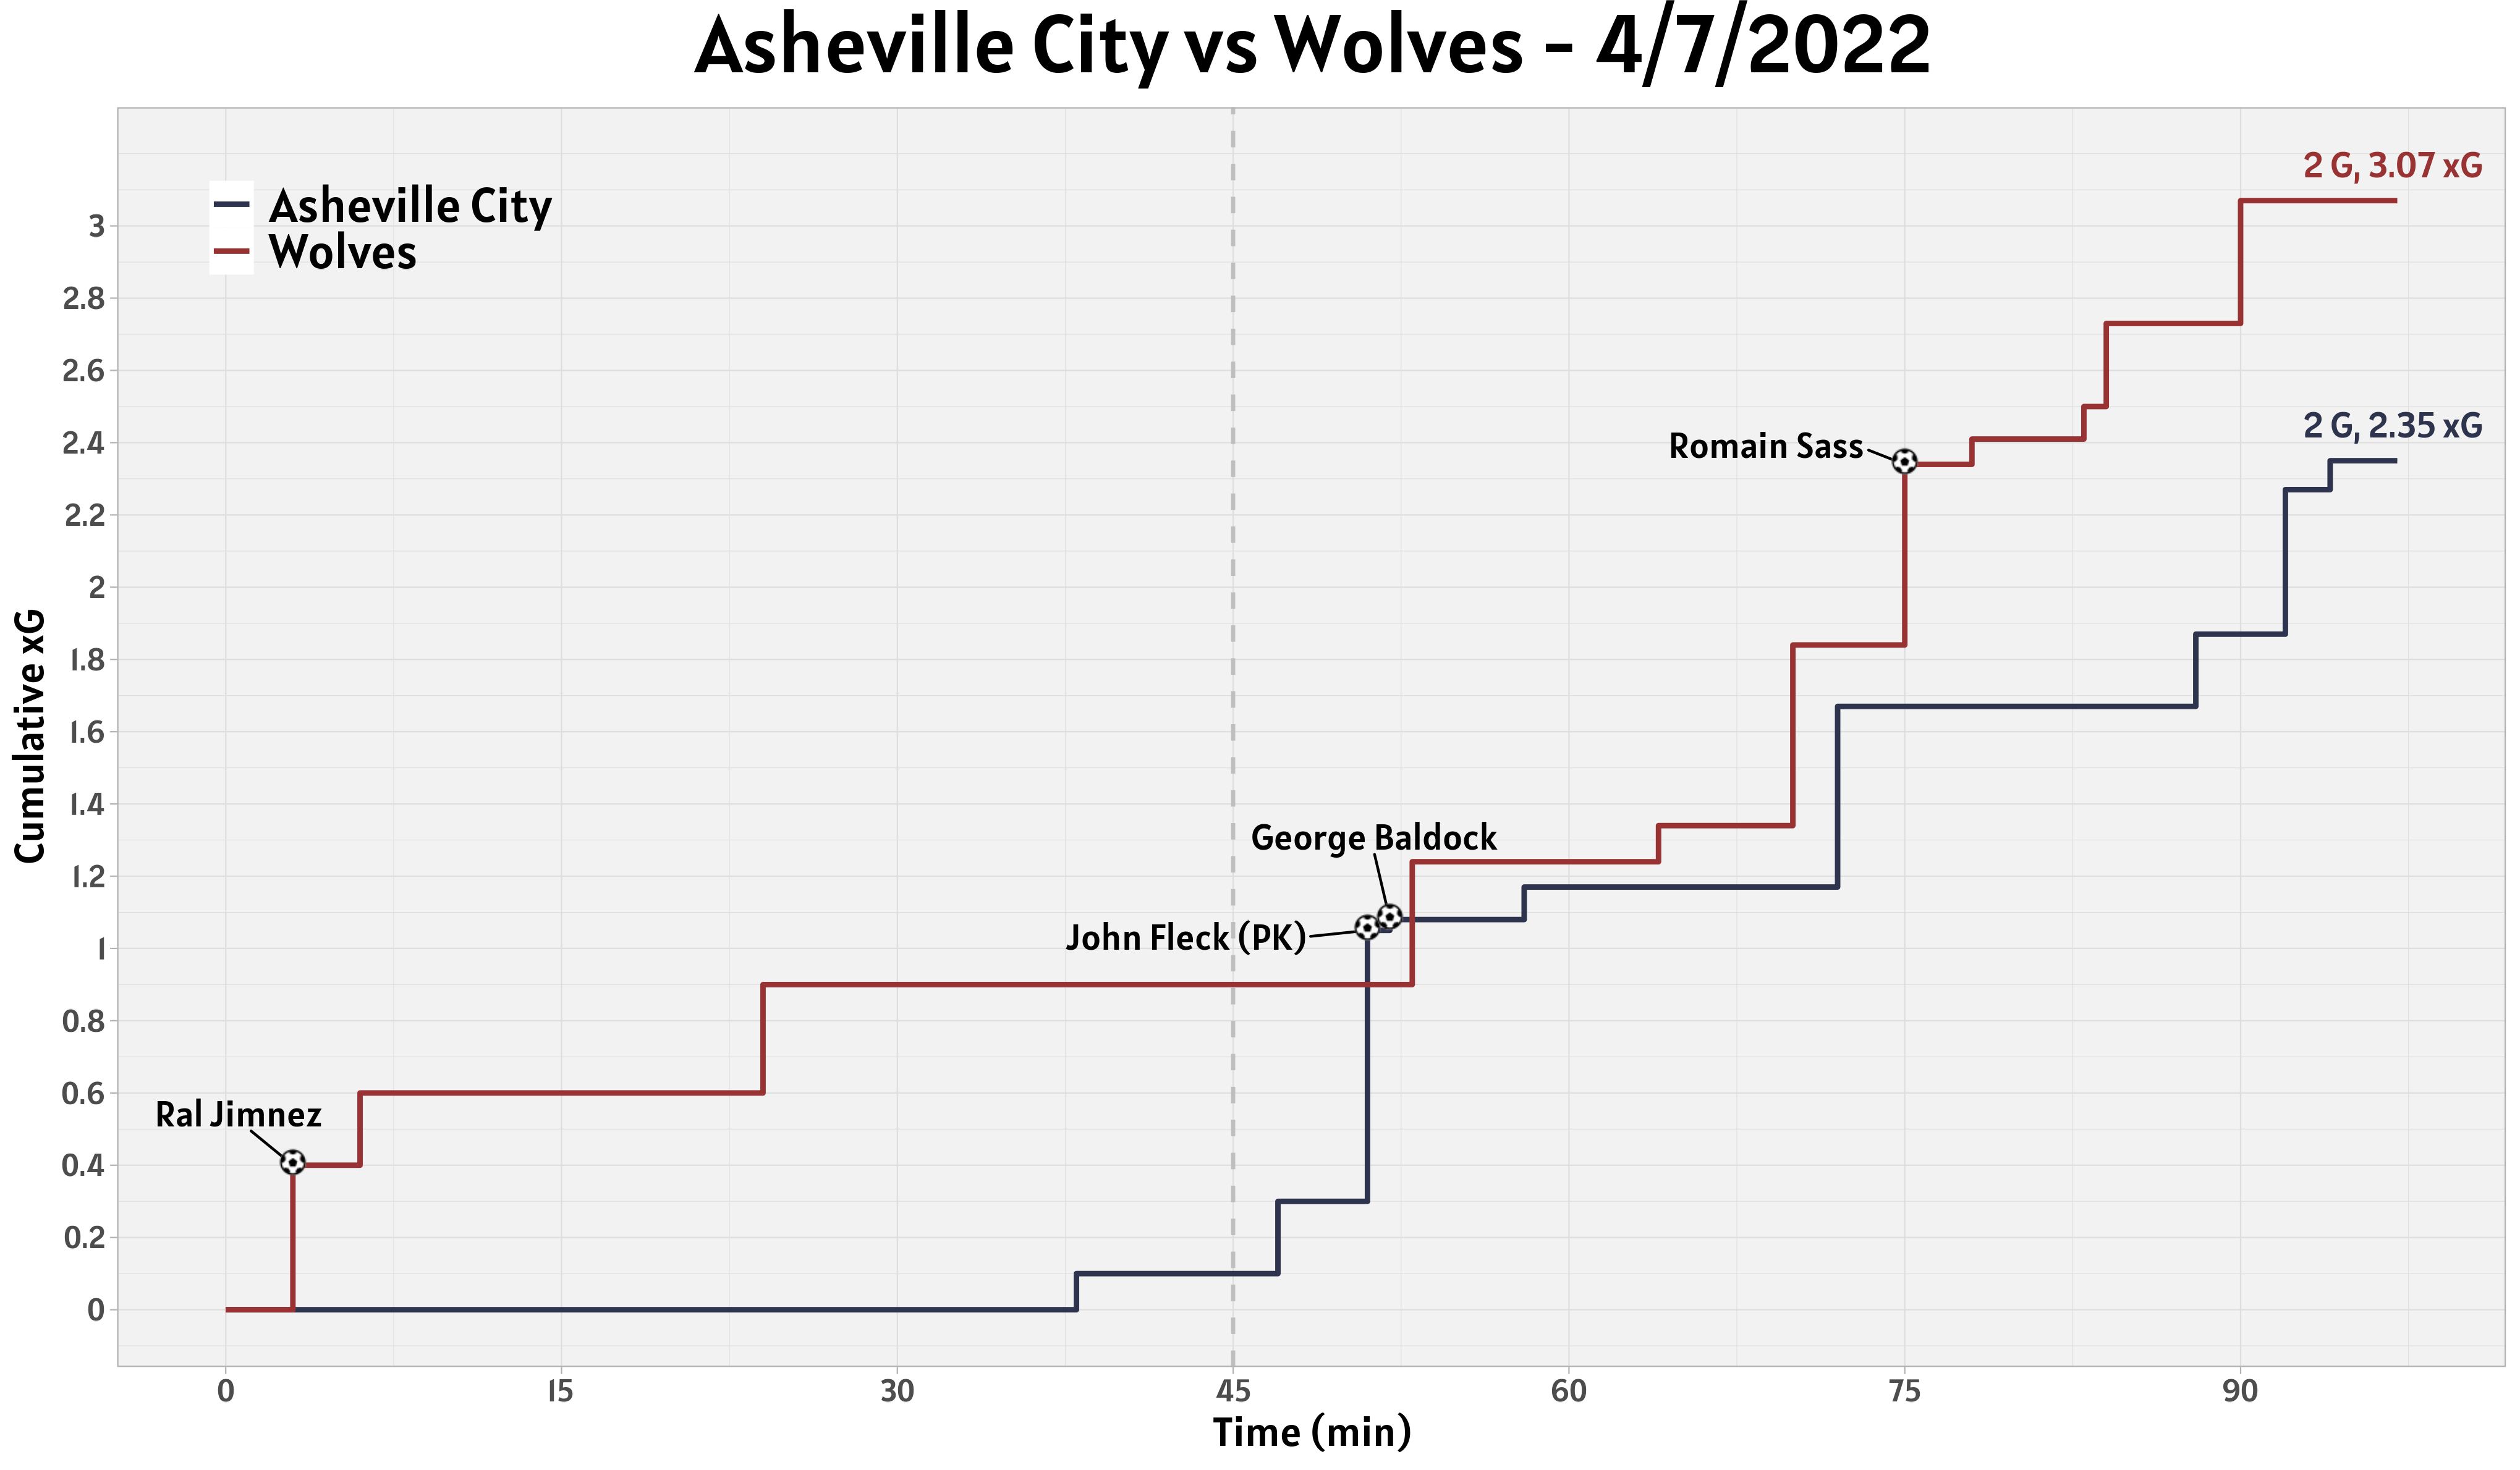 Asheville City vs Wolves - 4/7/2022
Asheville City
Wolves
2 G, 3.07 xG
2 G, 2.35 xG
Romain Sass
George Baldock
John Fleck (PK)
Ral Jimnez
Cumulative xG
3
2.8
2.6
2.4
2.2
2
1.8
1.6
1.4
1.2
1
0.8
0.6
0.4
0.2
0
0 15 30 45 60 75 90
Time (min)